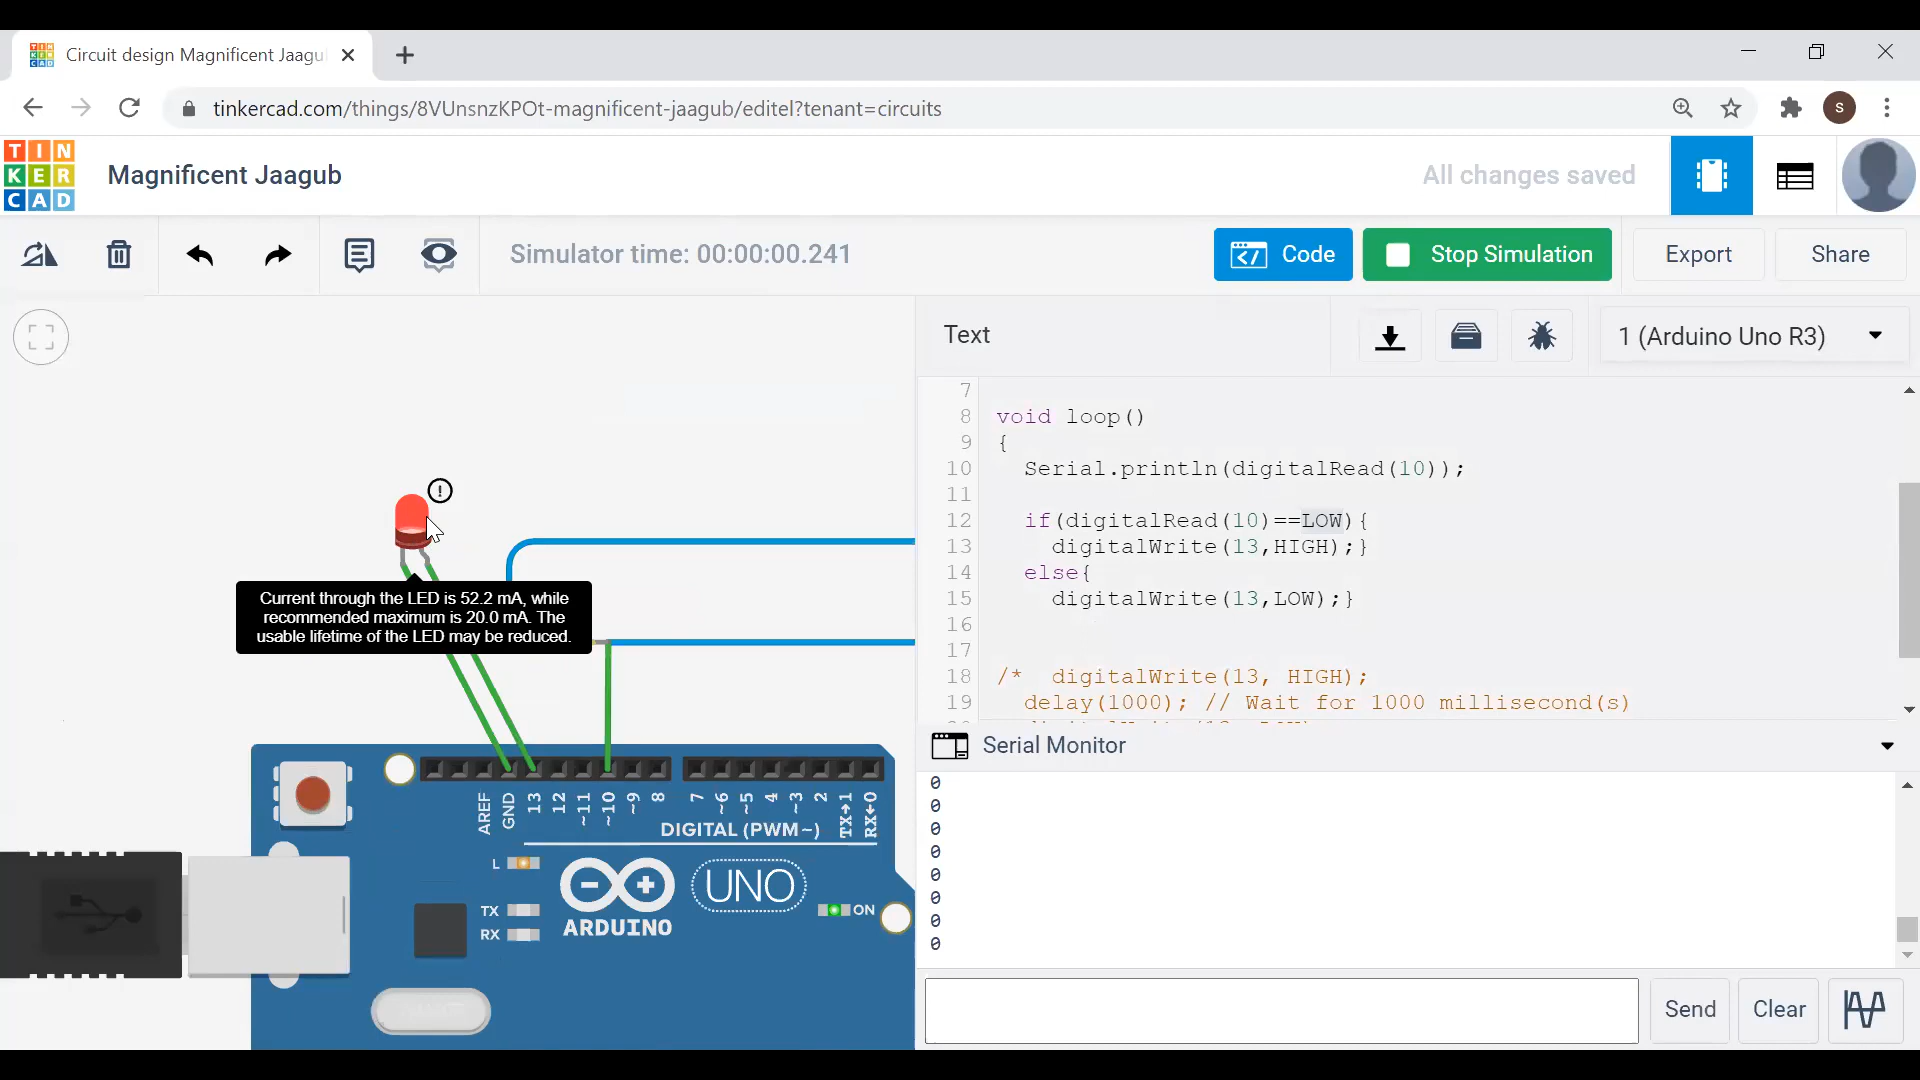 Circuit design Magnificent Jaagu
tinkercad.com/things/8VUnsnzKPOt-magnificent-jaagub/editel?tenant=circuits
s
TIN
KER
CAD
Magnificent Jaagub
All changes saved
Simulator time: 00:00:00.241
Code
Stop Simulation
Export
Share
Text
1 (Arduino Uno R3)
7
8 void loop()
9 {
10 Serial.println(digitalRead(10));
11
12 if(digitalRead(10)==LOW){
13 digitalWrite(13,HIGH);}
14 else{
15 digitalWrite(13,LOW);}
16
17
18 /* digitalWrite(13, HIGH);
19 delay(1000); // Wait for 1000 millisecond(s)
Current through the LED is 52.2 mA, while
recommended maximum is 20.0 mA. The
usable lifetime of the LED may be reduced.
AREF
GND
13
12
~11
~10
~9
8
7
~6
~5
4
~3
2
TX→1
RX←0
DIGITAL (PWM~)
L
TX
RX
UNO
ON
ARDUINO
Serial Monitor
0
0
0
0
0
0
0
0
Send
Clear